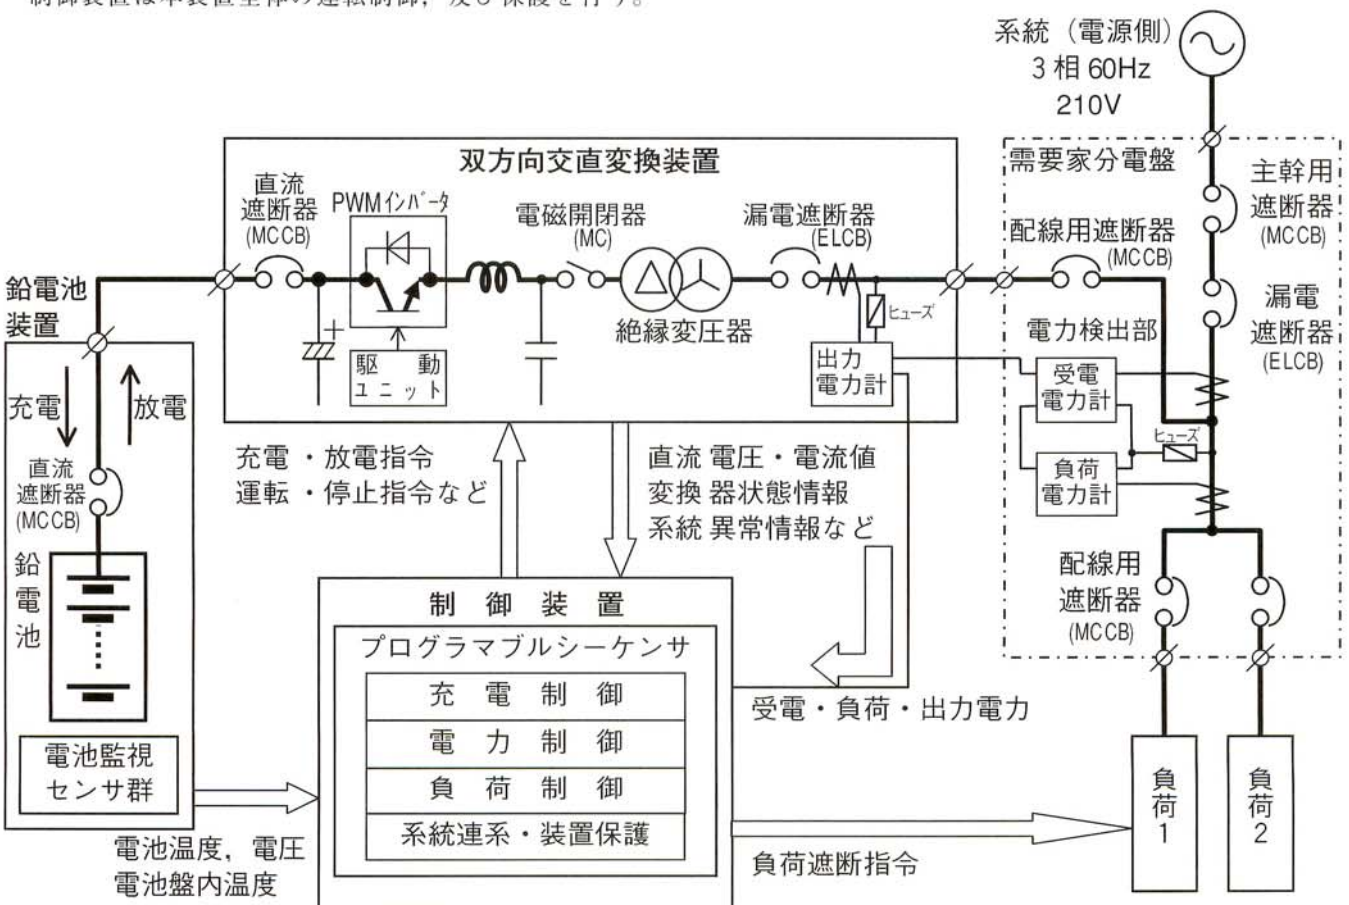 制御装置は本装置全体の運転制御，及び保護を行う。
系統（電源側）
3 相 60Hz
210V
双方向交直変換装置
直流
遮断器
(MCCB)
PWMインバータ
電磁開閉器
(MC)
漏電遮断器
(ELCB)
絶縁変圧器
ヒューズ
駆動
ユニット
出力
電力計
需要家分電盤
主幹用
遮断器
(MCCB)
配線用遮断器
(MCCB)
漏電
遮断器
(ELCB)
電力検出部
受電
電力計
ヒューズ
負荷
電力計
配線用
遮断器
(MCCB)
鉛電池
装置
充電
放電
直流
遮断器
(MCCB)
鉛電池
電池監視
センサ群
充電・放電指令
運転・停止指令など
直流電圧・電流値
変換器状態情報
系統異常情報など
制御装置
プログラマブルシーケンサ
充電制御
電力制御
負荷制御
系統連系・装置保護
受電・負荷・出力電力
負荷遮断指令
電池温度，電圧
電池盤内温度
負荷1
負荷2